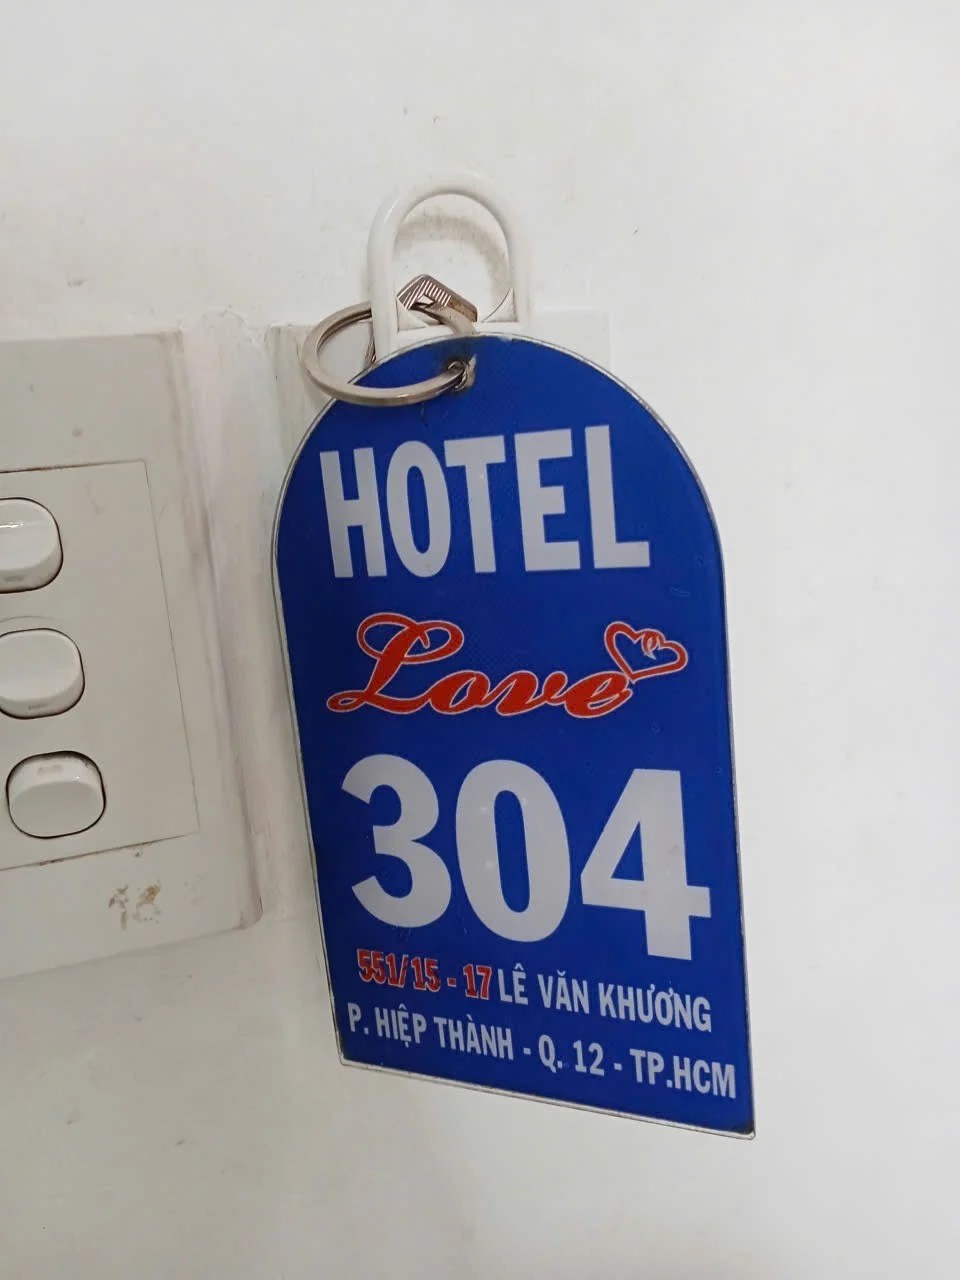 HOTEL
Love
304
551/15 - 17 LÊ VĂN KHƯƠNG
P. HIỆP THÀNH - Q. 12 - TP.HCM